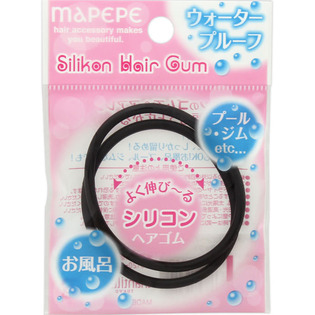 mapepe
hair accessory makes
you beautiful.
ウォーター
プルーフ
Silikon Hair Gum
プール
・ジム
etc...
よく伸び〜る
シリコン
ヘアゴム
お風呂